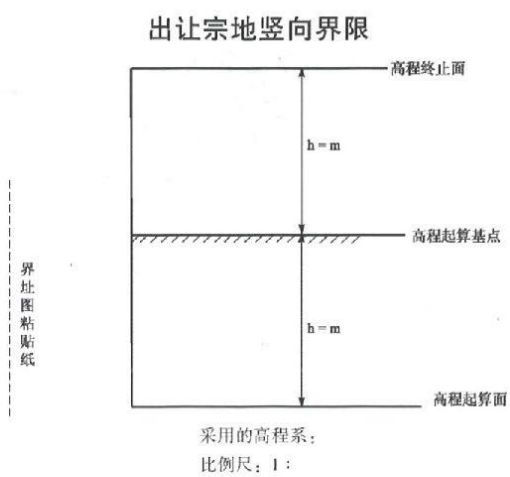 出让宗地竖向界限
高程终止面
h=m
高程起算基点
界址图粘贴纸
h=m
高程起算面
采用的高程系:
比例尺: 1: